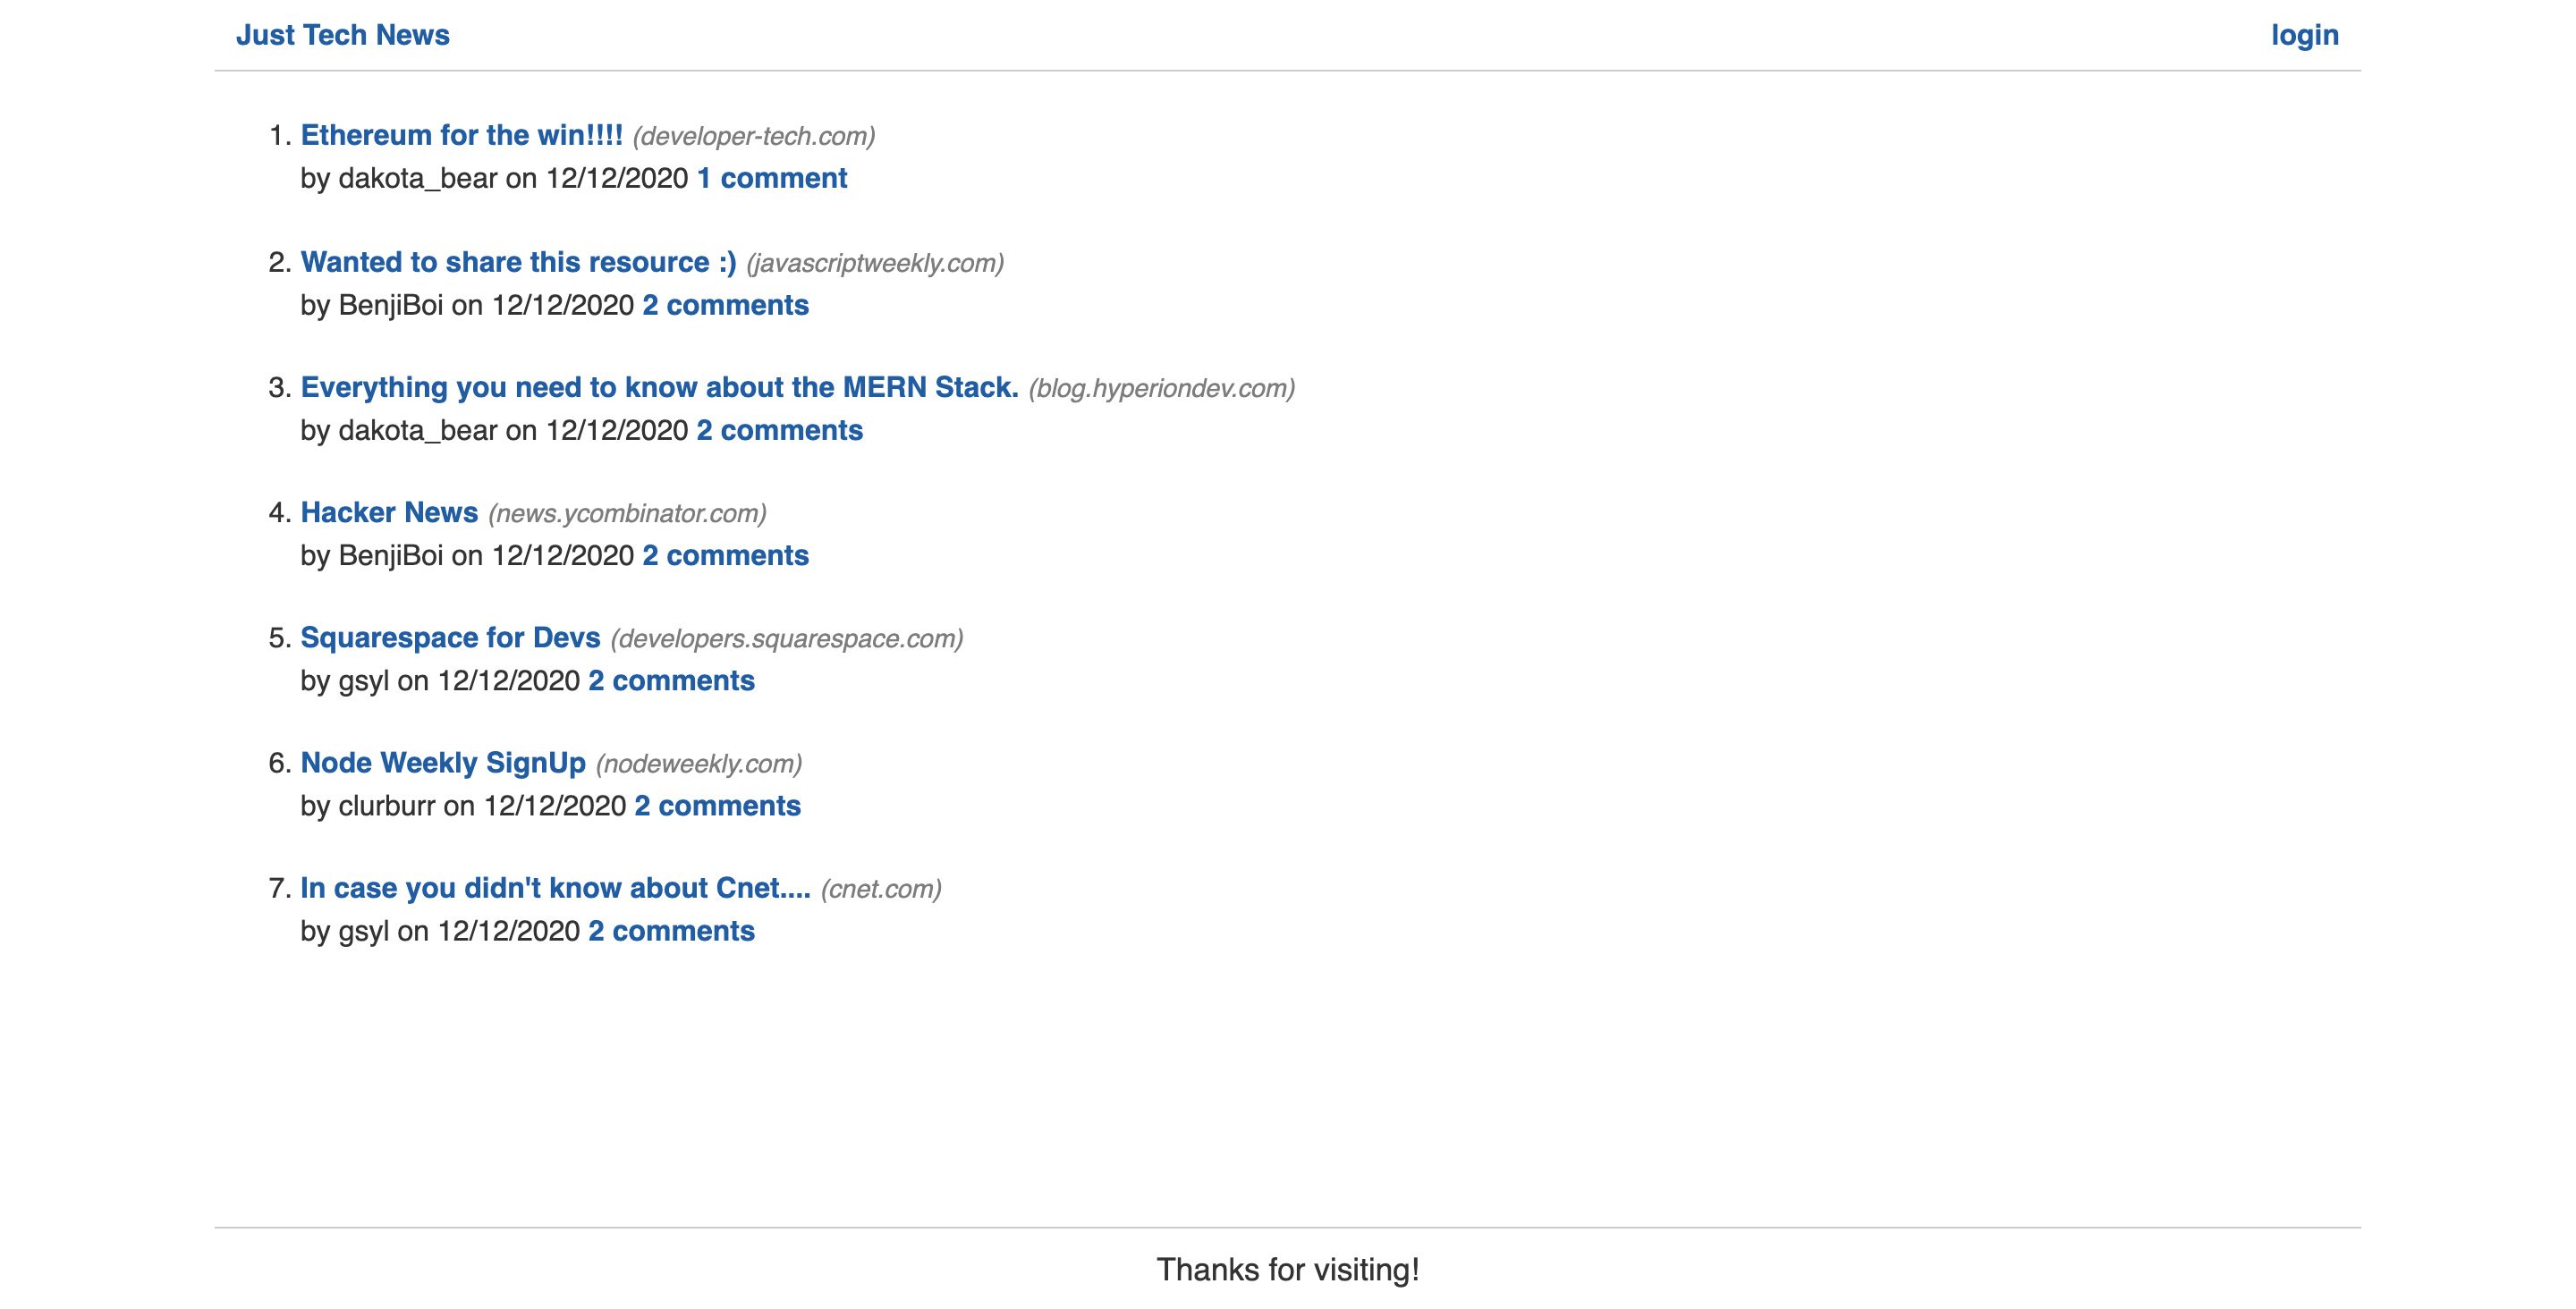 Just Tech News login
1. Ethereum for the win!!!! (developer-tech.com)
by dakota_bear on 12/12/2020 1 comment
2. Wanted to share this resource :) (javascriptweekly.com)
by BenjiBoi on 12/12/2020 2 comments
3. Everything you need to know about the MERN Stack. (blog.hyperiondev.com)
by dakota_bear on 12/12/2020 2 comments
4. Hacker News (news.ycombinator.com)
by BenjiBoi on 12/12/2020 2 comments
5. Squarespace for Devs (developers.squarespace.com)
by gsyl on 12/12/2020 2 comments
6. Node Weekly SignUp (nodeweekly.com)
by clurburr on 12/12/2020 2 comments
7. In case you didn't know about Cnet.... (cnet.com)
by gsyl on 12/12/2020 2 comments
Thanks for visiting!